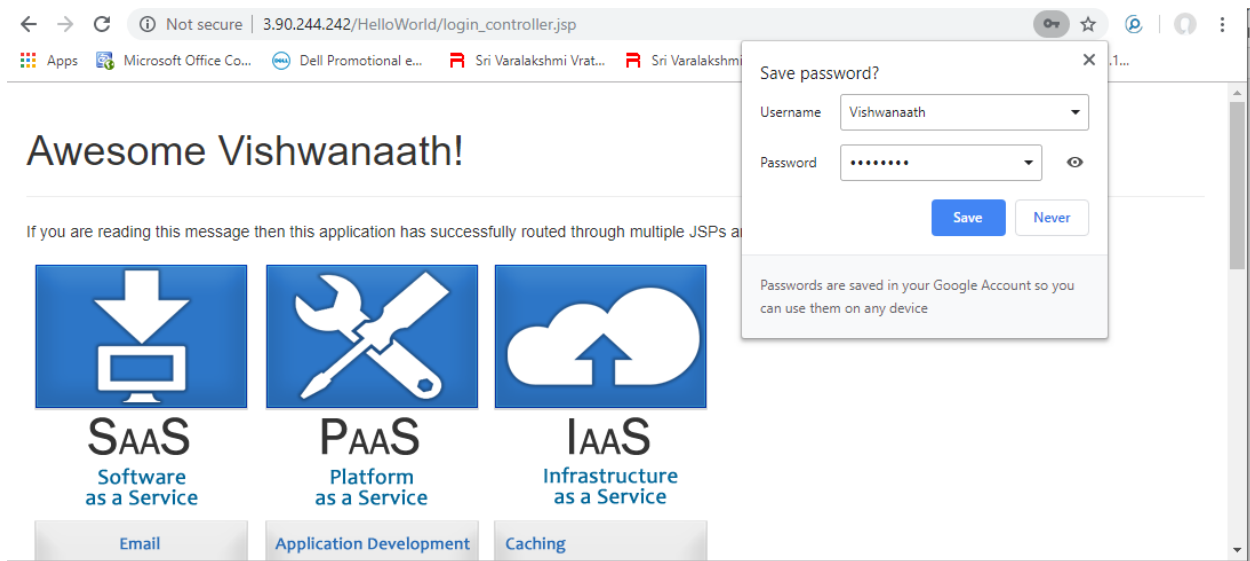 Not secure | 3.90.244.242/HelloWorld/login_controller.jsp
Apps Microsoft Office Co... DELL Dell Promotional e... Sri Varalakshmi Vrat... Sri Varalakshmi .1...
Save password?
Username Vishwanaath
Password ••••••••
Save Never
Passwords are saved in your Google Account so you
can use them on any device
Awesome Vishwanaath!
If you are reading this message then this application has successfully routed through multiple JSPs
SaaS PaaS IaaS
Software Platform Infrastructure
as a Service as a Service as a Service
Email Application Development Caching